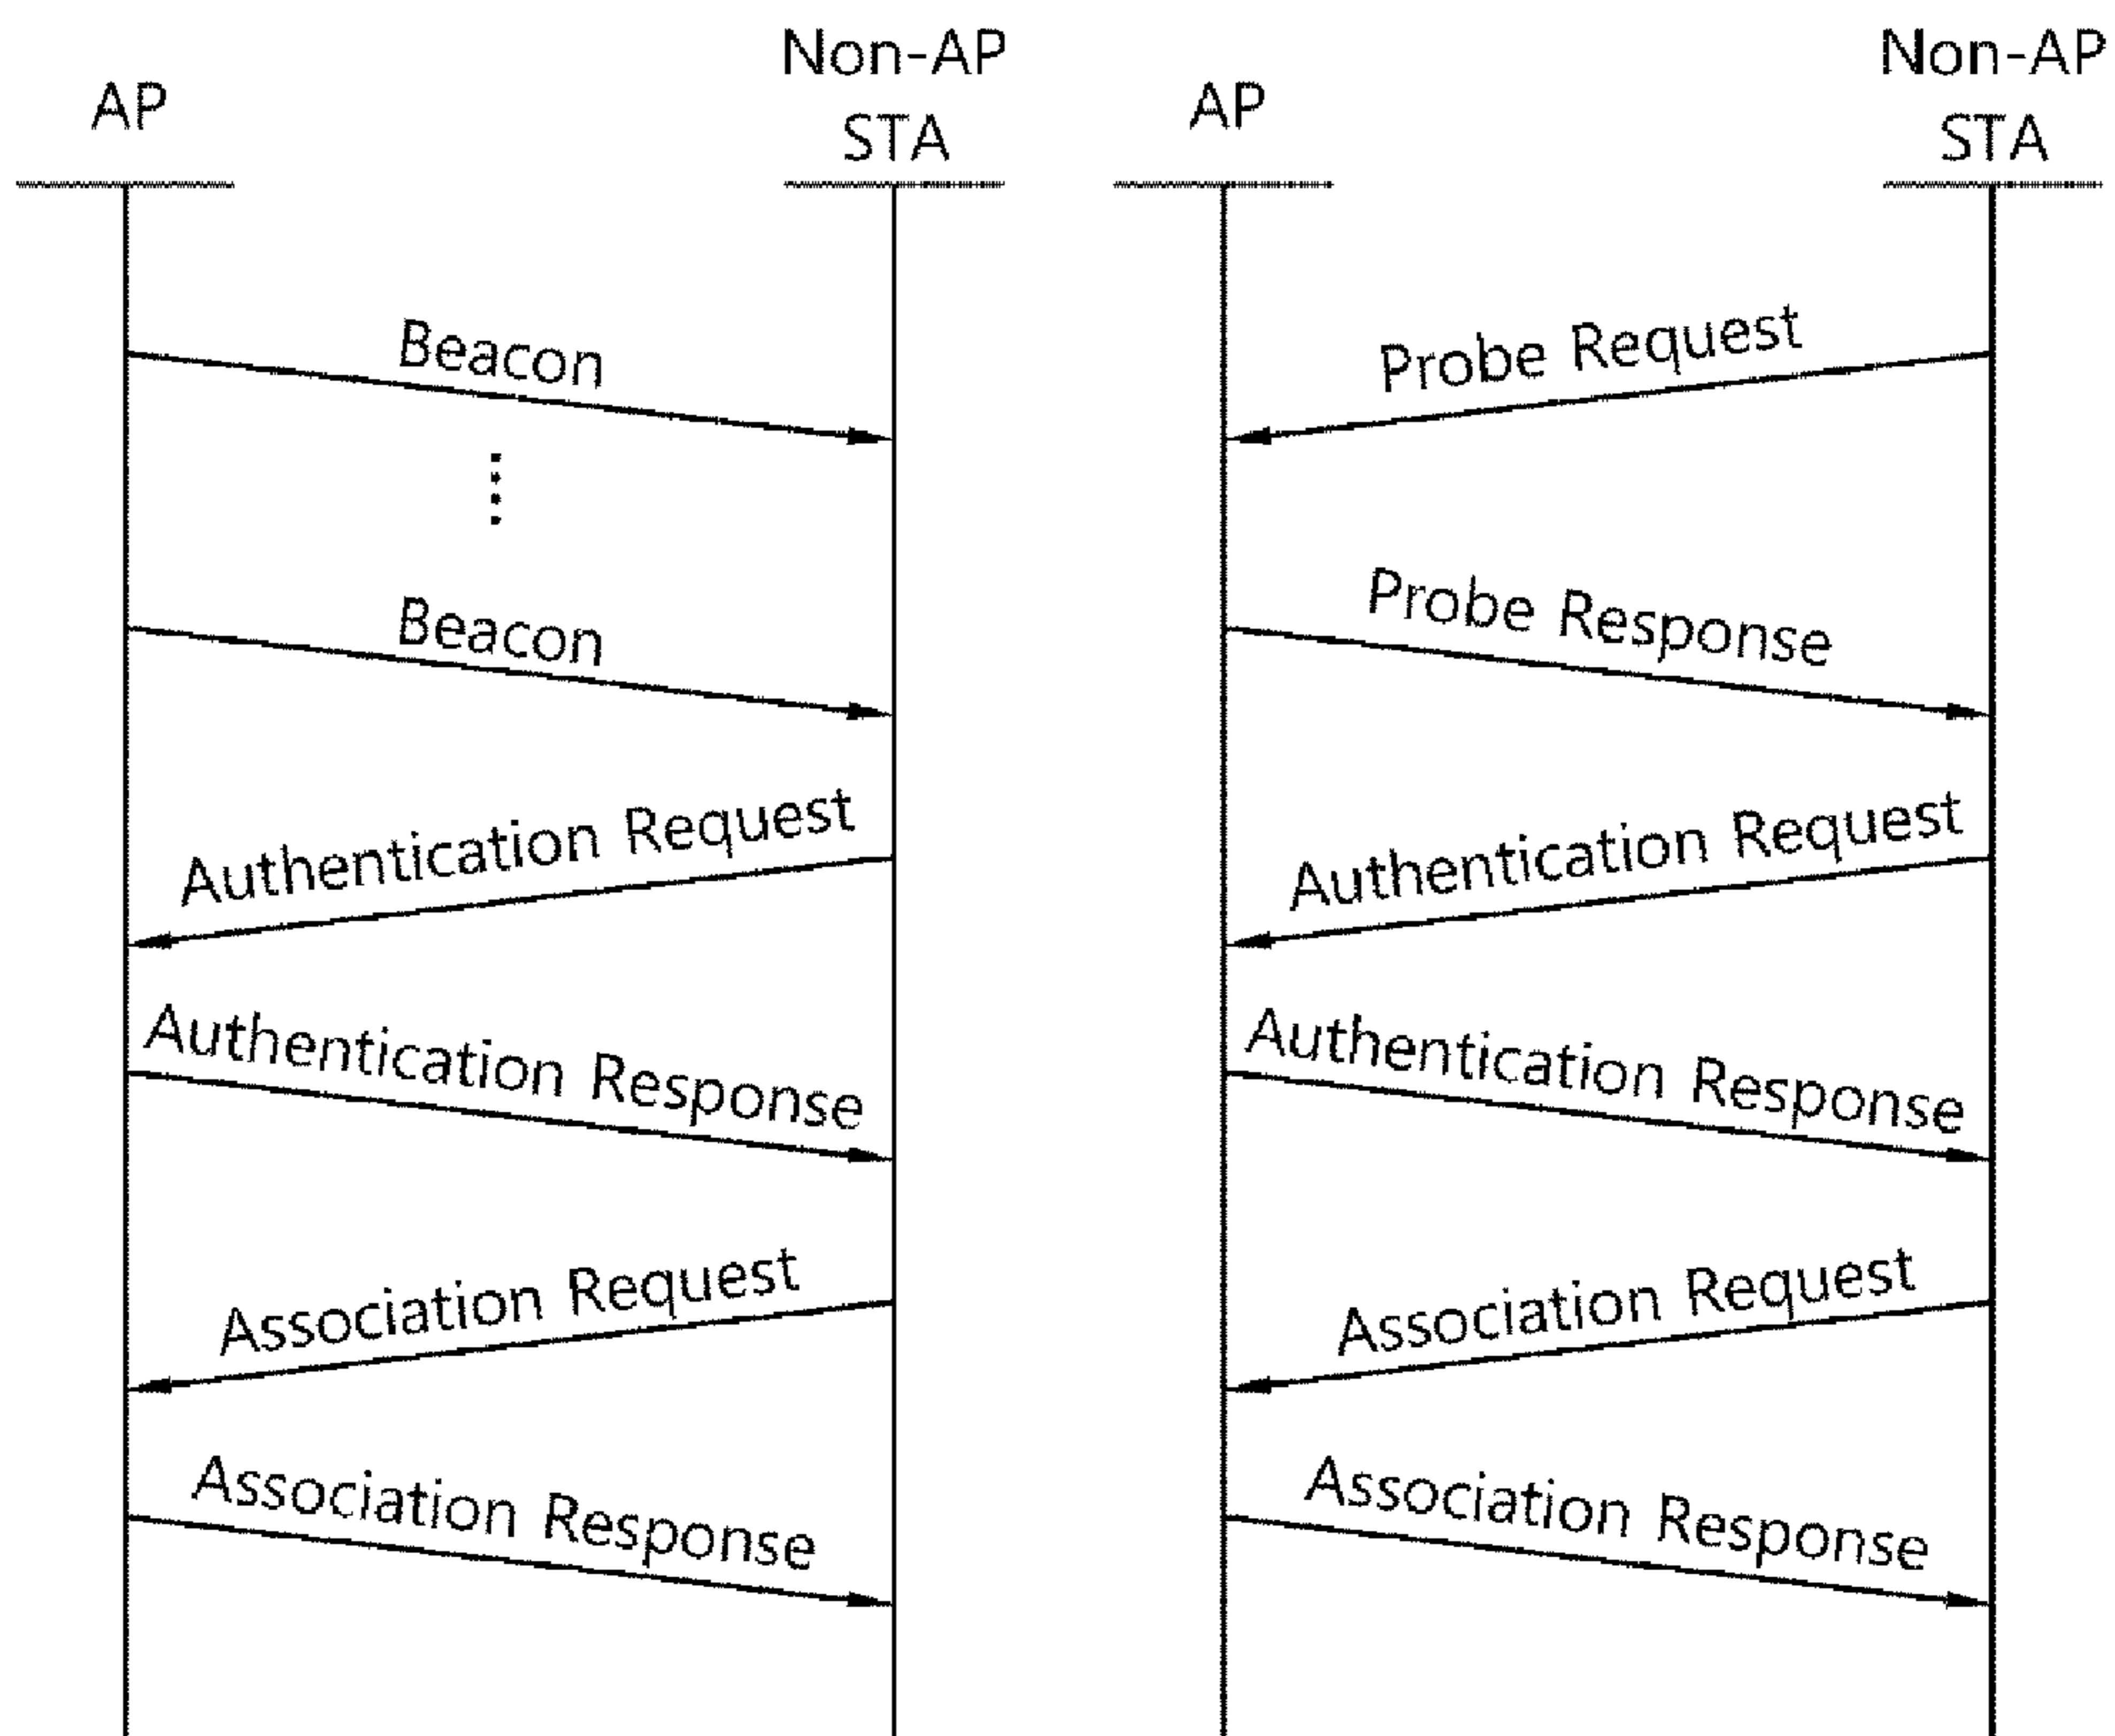 AP
Non-AP
STA
Beacon
Beacon
Authentication Request
Authentication Response
Association Request
Association Response
AP
Non-AP
STA
Probe Request
Probe Response
Authentication Request
Authentication Response
Association Request
Association Response